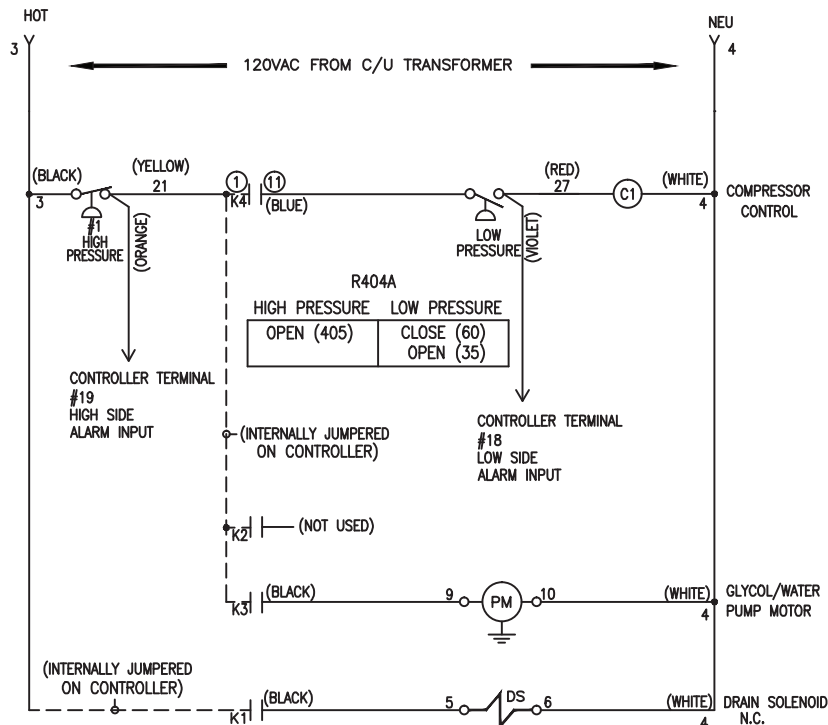 HOT
NEU
3
4
120VAC FROM C/U TRANSFORMER
(BLACK)
(YELLOW)
(RED)
(WHITE)
3
21
1
11
27
C1
4
COMPRESSOR
CONTROL
K4
(BLUE)
#1
HIGH
PRESSURE
(ORANGE)
LOW
PRESSURE
(VIOLET)
R404A
HIGH PRESSURE
LOW PRESSURE
OPEN (405)
CLOSE (60)
OPEN (35)
CONTROLLER TERMINAL
#19
HIGH SIDE
ALARM INPUT
CONTROLLER TERMINAL
#18
LOW SIDE
ALARM INPUT
(INTERNALLY JUMPERED
ON CONTROLLER)
K2
(NOT USED)
K3
(BLACK)
9
PM
10
(WHITE)
4
GLYCOL/WATER
PUMP MOTOR
(INTERNALLY JUMPERED
ON CONTROLLER)
K1
(BLACK)
5
DS
6
(WHITE)
4
DRAIN SOLENOID
N.C.